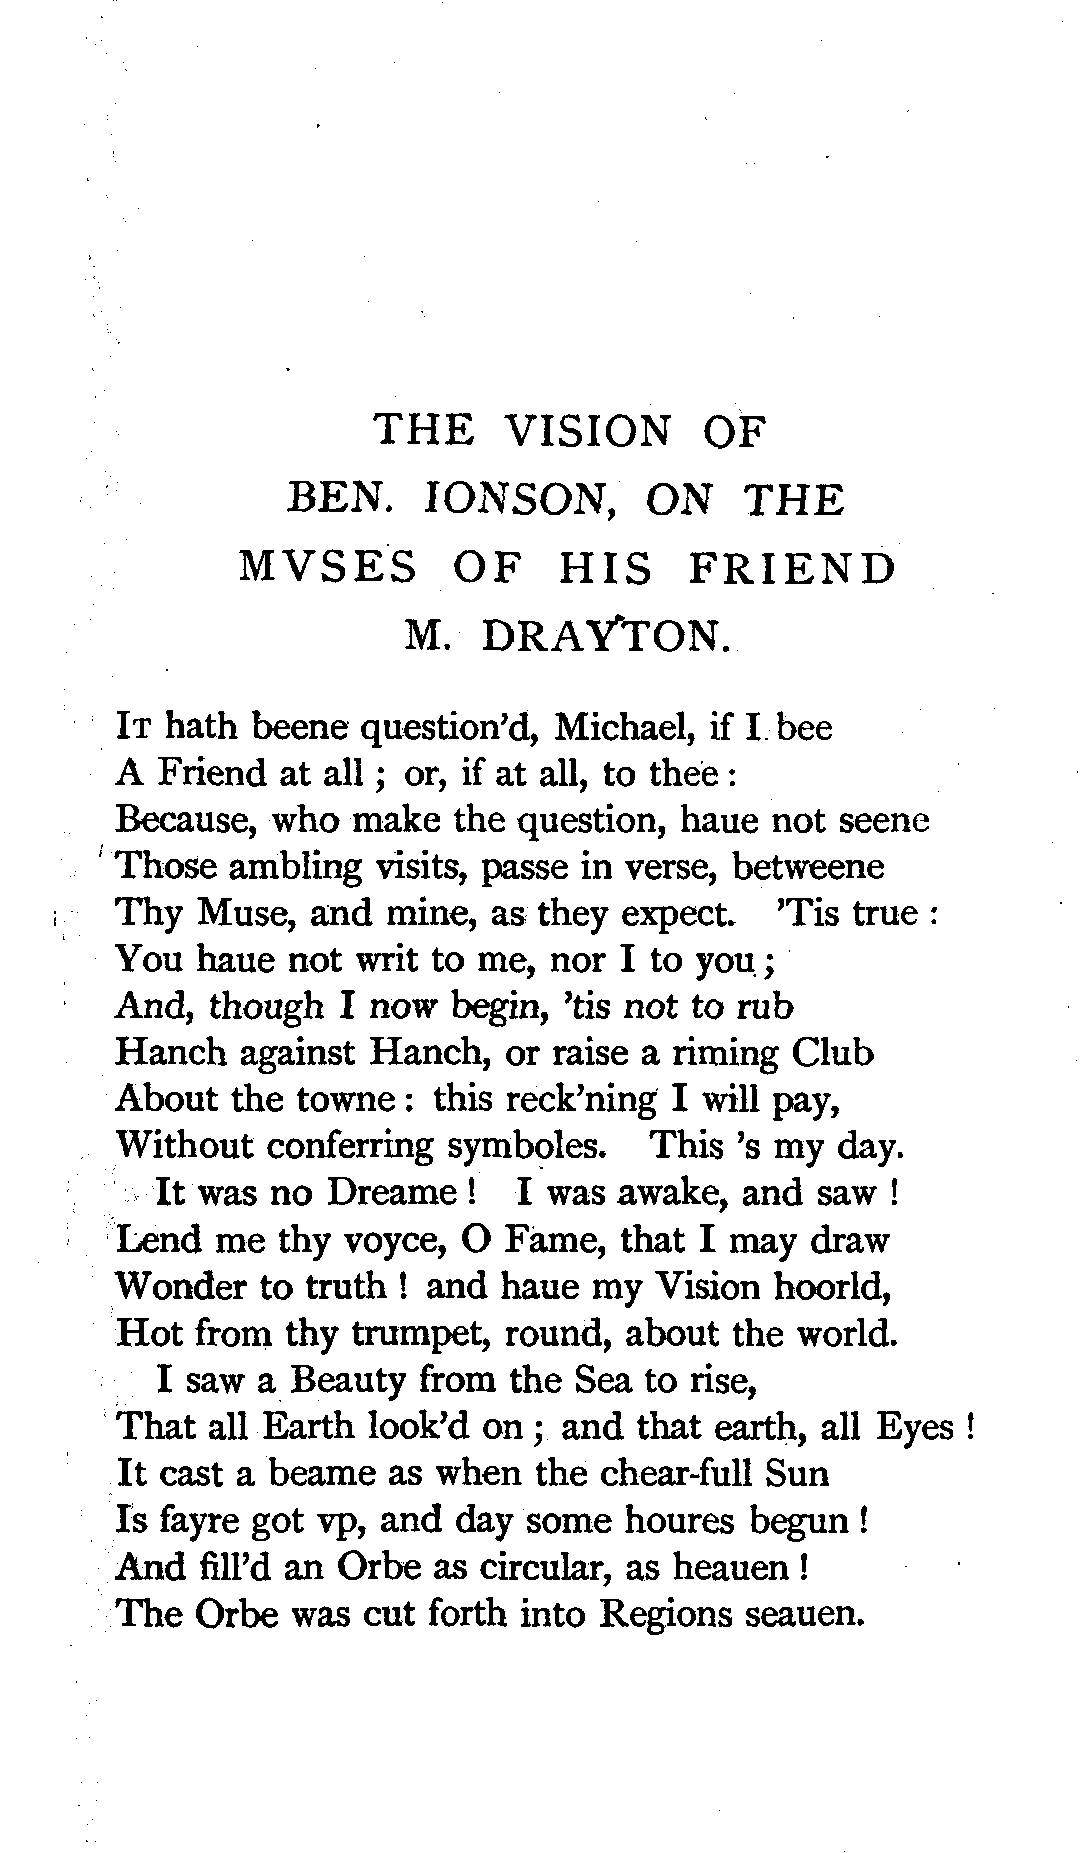 THE VISION OF
BEN. IONSON, ON THE
MVSES OF HIS FRIEND
M. DRAYTON.
IT hath beene question'd, Michael, if I bee
A Friend at all ; or, if at all, to thee :
Because, who make the question, haue not seene
Those ambling visits, passe in verse, betweene
Thy Muse, and mine, as they expect. 'Tis true :
You haue not writ to me, nor I to you ;
And, though I now begin, 'tis not to rub
Hanch against Hanch, or raise a riming Club
About the towne : this reck'ning I will pay,
Without conferring symboles. This 's my day.
It was no Dreame ! I was awake, and saw !
Lend me thy voyce, O Fame, that I may draw
Wonder to truth ! and haue my Vision hoorld,
Hot from thy trumpet, round, about the world.
I saw a Beauty from the Sea to rise,
That all Earth look'd on ; and that earth, all Eyes !
It cast a beame as when the chear-full Sun
Is fayre got vp, and day some houres begun !
And fill'd an Orbe as circular, as heauen !
The Orbe was cut forth into Regions seauen.